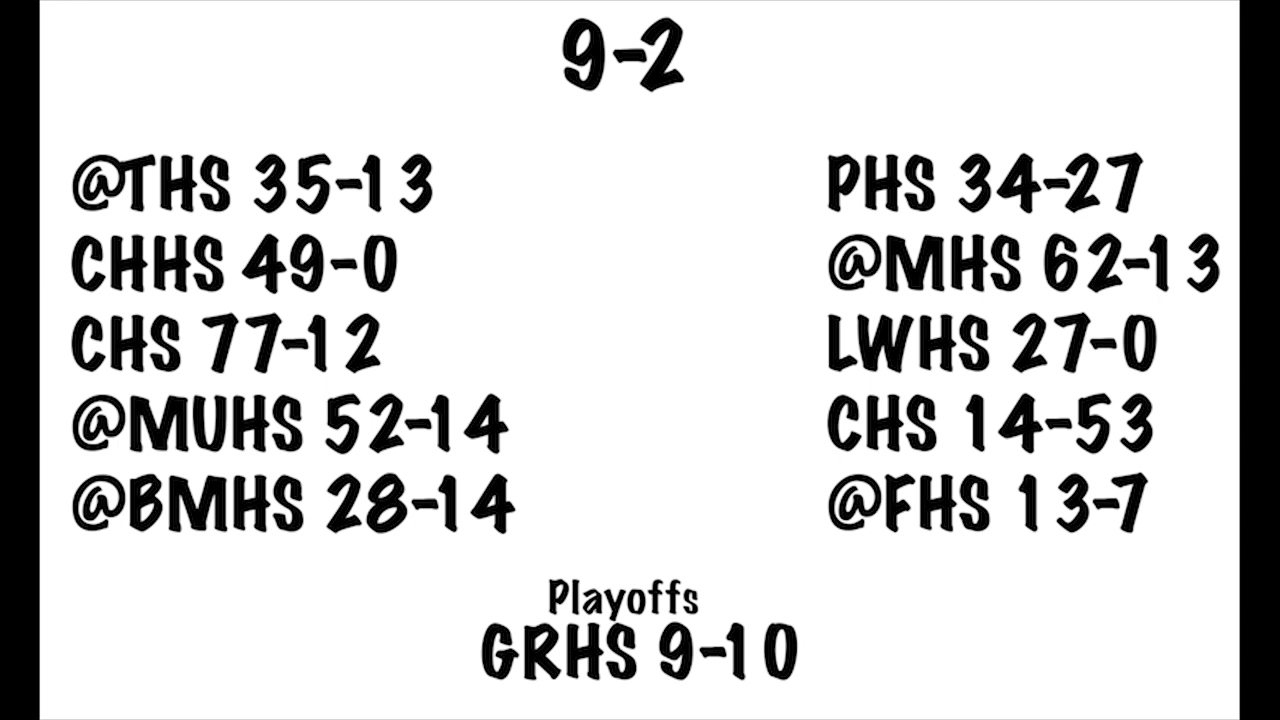 9-2
@THS 35-13
CHHS 49-0
CHS 77-12
@MUHS 52-14
@BMHS 28-14
PHS 34-27
@MHS 62-13
LWHS 27-0
CHS 14-53
@FHS 13-7
Playoffs
GRHS 9-10